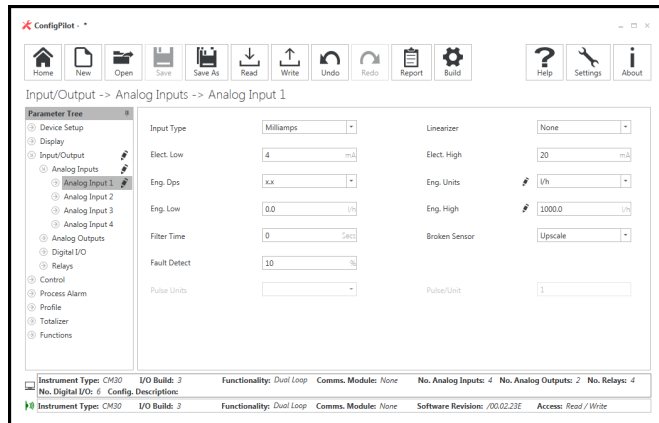 ConfigPilot - *
Home New Open Save Save As Read Write Undo Redo Report Build Help Settings About
Input/Output -> Analog Inputs -> Analog Input 1
Parameter Tree
Device Setup
Display
Input/Output
Analog Inputs
Analog Input 1
Analog Input 2
Analog Input 3
Analog Input 4
Analog Outputs
Digital I/O
Relays
Control
Process Alarm
Profile
Totalizer
Functions
Input Type Milliamps Linearizer None
Elect. Low 4 mA Elect. High 20 mA
Eng. Dps x.x Eng. Units l/h
Eng. Low 0.0 l/h Eng. High 1000.0 l/h
Filter Time 0 Secs Broken Sensor Upscale
Fault Detect 10 %
Pulse Units Pulse/Unit 1
Instrument Type: CM30 I/O Build: 3 Functionality: Dual Loop Comms. Module: None No. Analog Inputs: 4 No. Analog Outputs: 2 No. Relays: 4
No. Digital I/O: 6 Config. Description:
Instrument Type: CM30 I/O Build: 3 Functionality: Dual Loop Comms. Module: None Software Revision: /00.02.23E Access: Read / Write